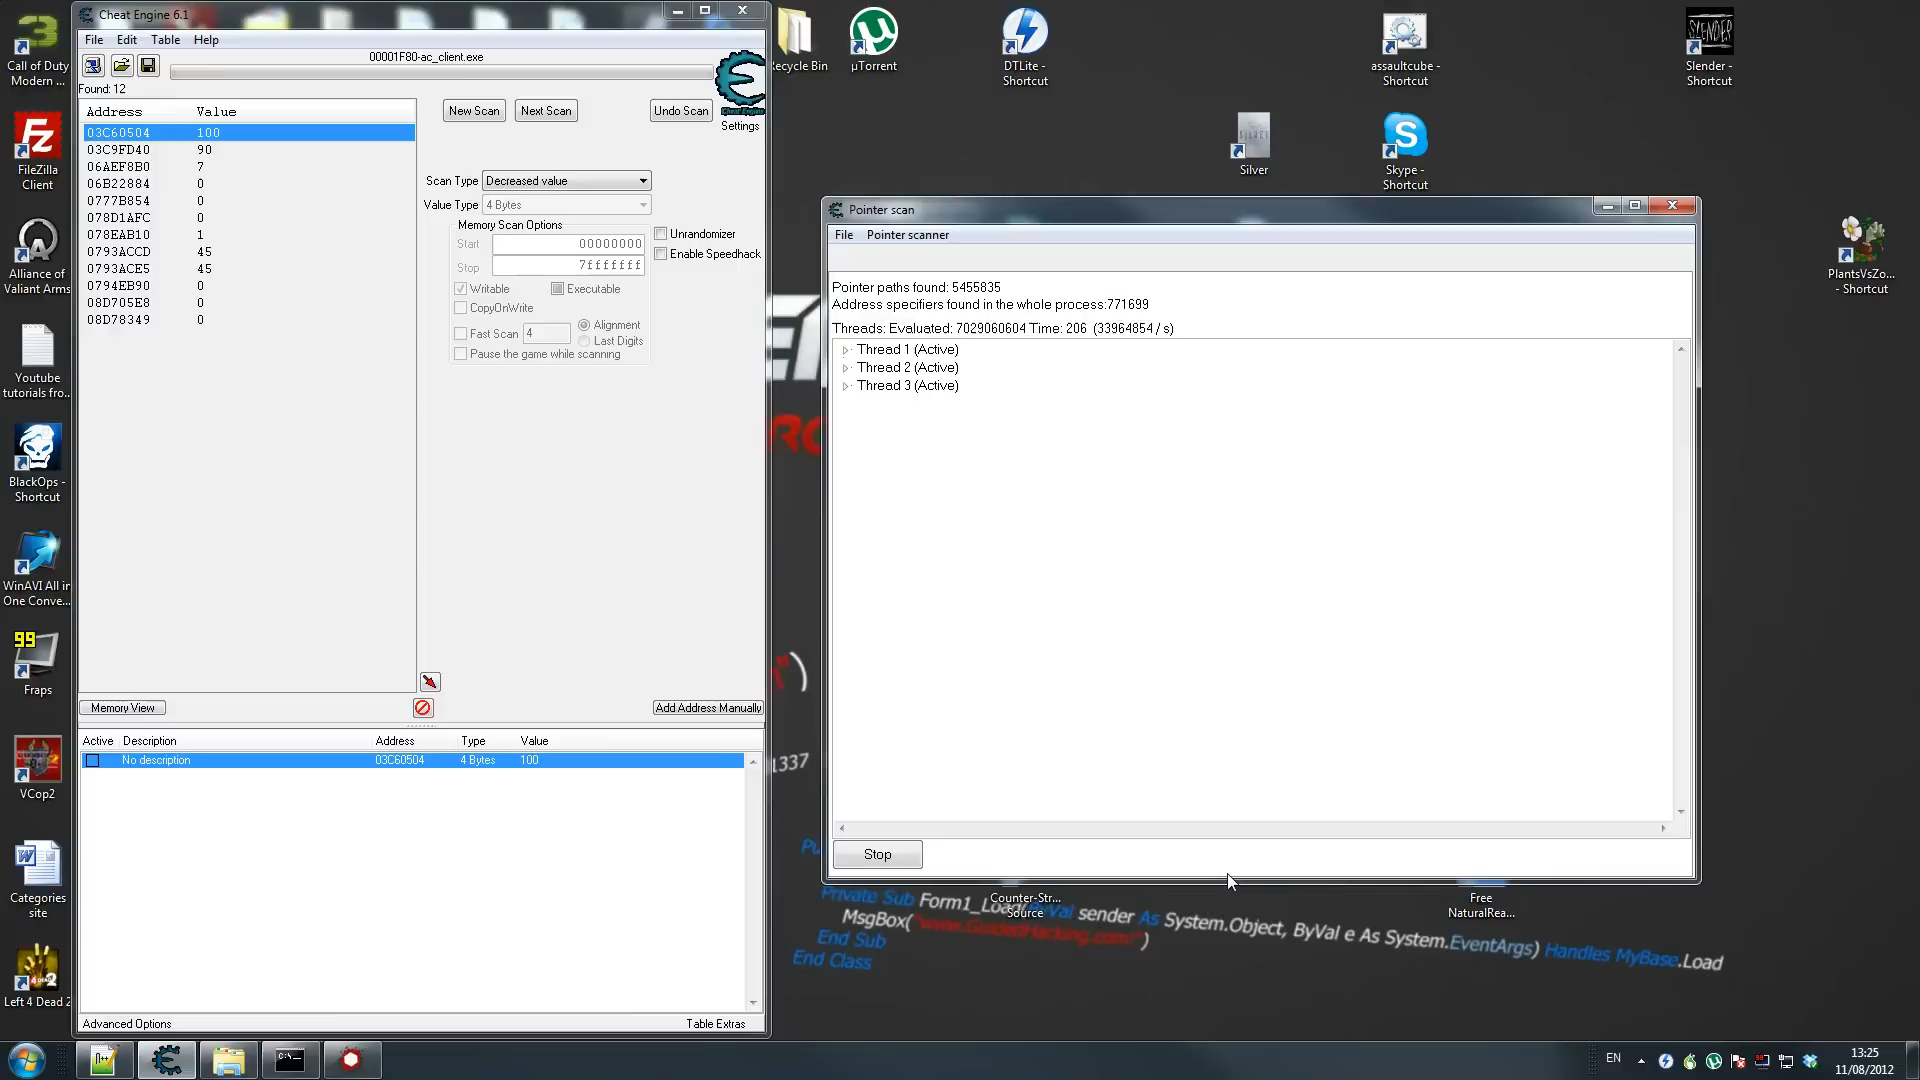 Cheat Engine 6.1
File Edit Table Help
00001F80-ac_client.exe
Found: 12
Address Value
03C60504 100
03C9FD40 90
06AEF8B0 7
06B22884 0
0777B854 0
078D1AFC 0
078EAB10 1
0793ACCD 45
0793ACE5 45
0794EB90 0
08D705E8 0
08D78349 0
New Scan Next Scan Undo Scan
Settings
Scan Type Decreased value
Value Type 4 Bytes
Memory Scan Options
Start 00000000
Stop 7fffffff
Writable Executable
CopyOnWrite
Fast Scan 4 Alignment
Last Digits
Pause the game while scanning
Unrandomizer
Enable Speedhack
Memory View Add Address Manually
Active Description Address Type Value
No description 03C60504 4 Bytes 100
Advanced Options Table Extras
Pointer scan
File Pointer scanner
Pointer paths found: 5455835
Address specifiers found in the whole process:771699
Threads: Evaluated: 7029060604 Time: 206 (33964854 / s)
Thread 1 (Active)
Thread 2 (Active)
Thread 3 (Active)
Stop
3
Call of Duty
Modern ...
FileZilla
Client
Alliance of
Valiant Arms
Youtube
tutorials fro...
BlackOps -
Shortcut
WinAVI All in
One Conve...
99
Fraps
VCop2
Categories
site
Left 4 Dead 2
Recycle Bin
µTorrent
DTLite -
Shortcut
assaultcube -
Shortcut
SLENDER
Slender -
Shortcut
Silver
Skype -
Shortcut
PlantsVsZo...
- Shortcut
Counter-Str...
Source
Free
NaturalRea...
")
1337
Private Sub Form1_Load(ByVal sender As System.Object, ByVal e As System.EventArgs) Handles MyBase.Load
MsgBox("www.GuidedHacking.com!")
End Sub
End Class
EN
13:25
11/08/2012